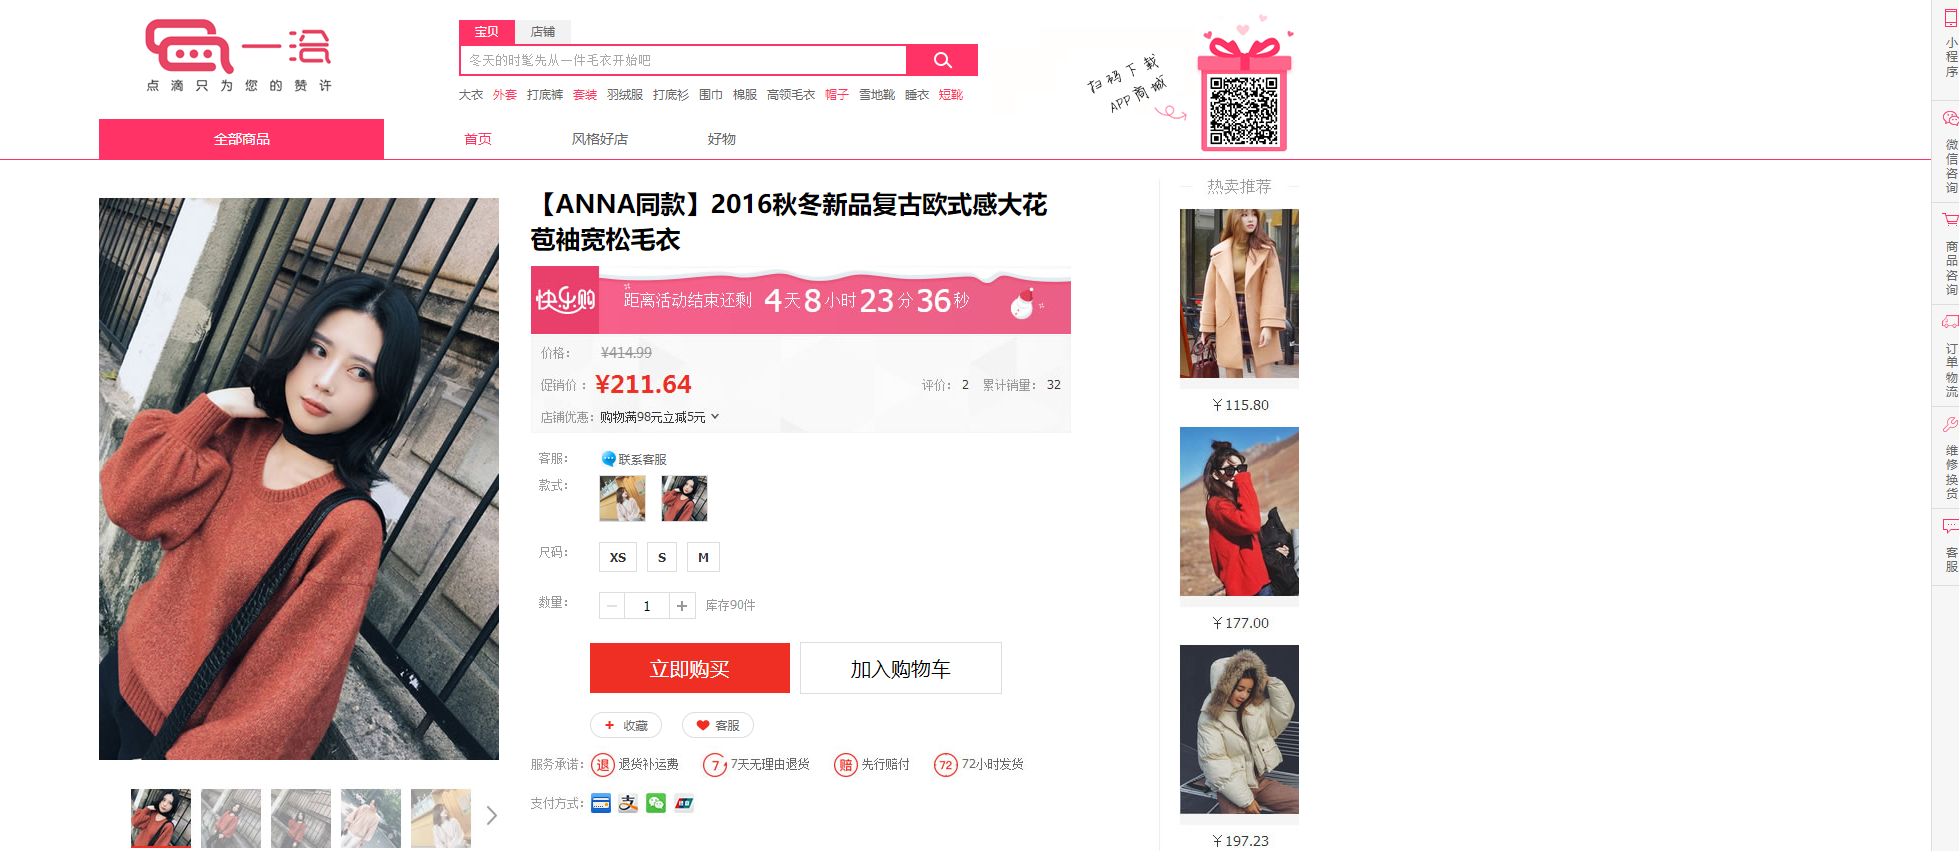 一洽
点滴只为您的赞许
宝贝 店铺
冬天的时髦先从一件毛衣开始吧
大衣 外套 打底裤 套装 羽绒服 打底衫 围巾 棉服 高领毛衣 帽子 雪地靴 睡衣 短靴
扫码下载
APP商城
全部商品 首页 风格好店 好物
【ANNA同款】2016秋冬新品复古欧式感大花
苞袖宽松毛衣
快乐购 距离活动结束还剩 4天8小时23分36秒
价格： ¥414.99
促销价： ¥211.64 评价： 2 累计销量： 32
店铺优惠： 购物满98元立减5元
客服： 联系客服
款式：
尺码： XS S M
数量： 1 库存90件
立即购买 加入购物车
收藏 客服
服务承诺： 退 退货补运费 7 7天无理由退货 赔 先行赔付 72 72小时发货
支付方式： 支
热卖推荐
￥115.80
￥177.00
￥197.23
小程序
微信咨询
商品咨询
订单物流
维修换货
客服